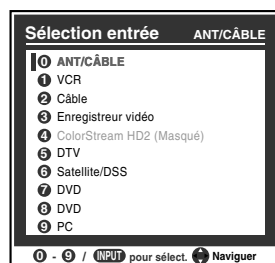 Sélection entrée ANT/CÂBLE
0 ANT/CÂBLE
1 VCR
2 Câble
3 Enregistreur vidéo
4 ColorStream HD2 (Masqué)
5 DTV
6 Satellite/DSS
7 DVD
8 DVD
9 PC
0 - 9 / INPUT pour sélect. Naviguer